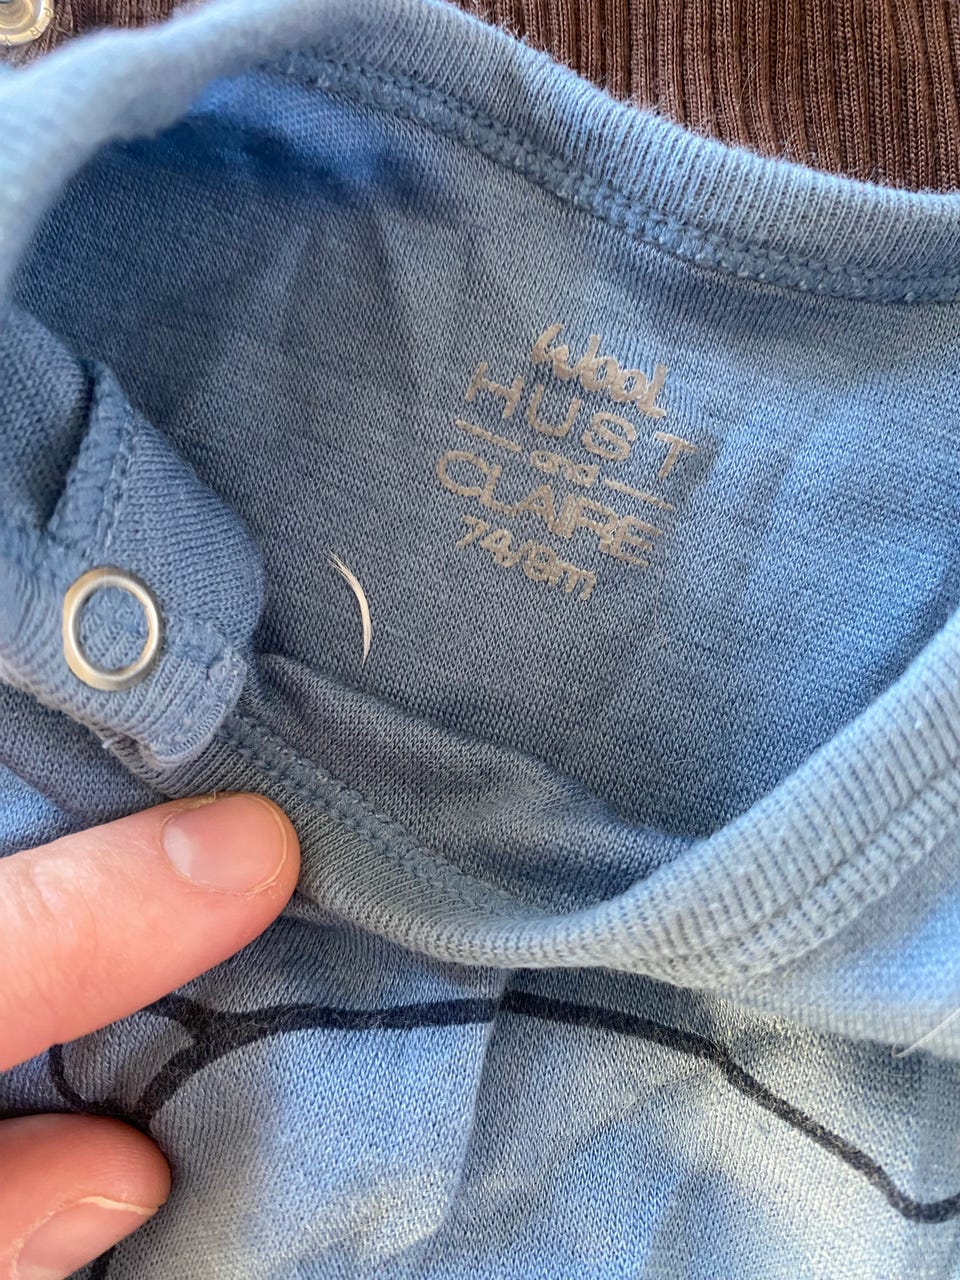 Wool
HUST
and
CLAIRE
74/9m